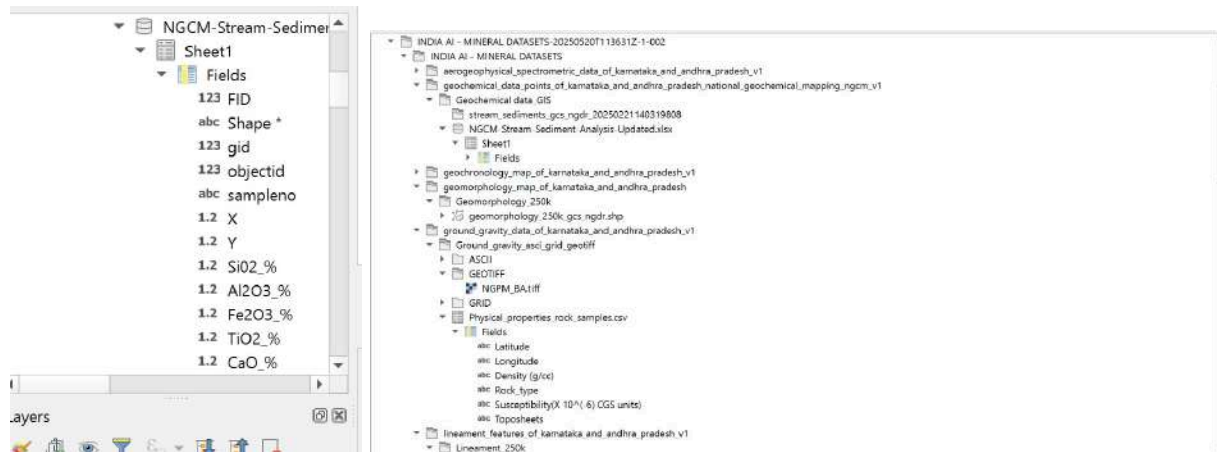 NGCM-Stream-Sedimer
Sheet1
Fields
123 FID
abc Shape *
123 gid
123 objectid
abc sampleno
1.2 X
1.2 Y
1.2 Si02_%
1.2 Al2O3_%
1.2 Fe2O3_%
1.2 TiO2_%
1.2 CaO_%
Layers
INDIA AI - MINERAL DATASETS-20250520T113631Z-1-002
INDIA AI - MINERAL DATASETS
aerogeophysical_spectrometric_data_of_karnataka_and_andhra_pradesh_v1
geochemical_data_points_of_karnataka_and_andhra_pradesh_national_geochemical_mapping_ngcm_v1
Geochemical data_GIS
stream_sediments_gcs_ngdr_20250221140319808
NGCM-Stream-Sediment-Analysis-Updated.xlsx
Sheet1
Fields
geochronology_map_of_karnataka_and_andhra_pradesh_v1
geomorphology_map_of_karnataka_and_andhra_pradesh
Geomorphology_250k
geomorphology_250k_gcs_ngdr.shp
ground_gravity_data_of_karnataka_and_andhra_pradesh_v1
Ground_gravity_asci_grid_geotiff
ASCII
GEOTIFF
NGPM_BA.tiff
GRID
Physical_properties_rock_samples.csv
Fields
abc Latitude
abc Longitude
abc Density (g/cc)
abc Rock_type
abc Susceptibility(X 10^(-6) CGS units)
abc Toposheets
lineament_features_of_karnataka_and_andhra_pradesh_v1
Lineament_250k